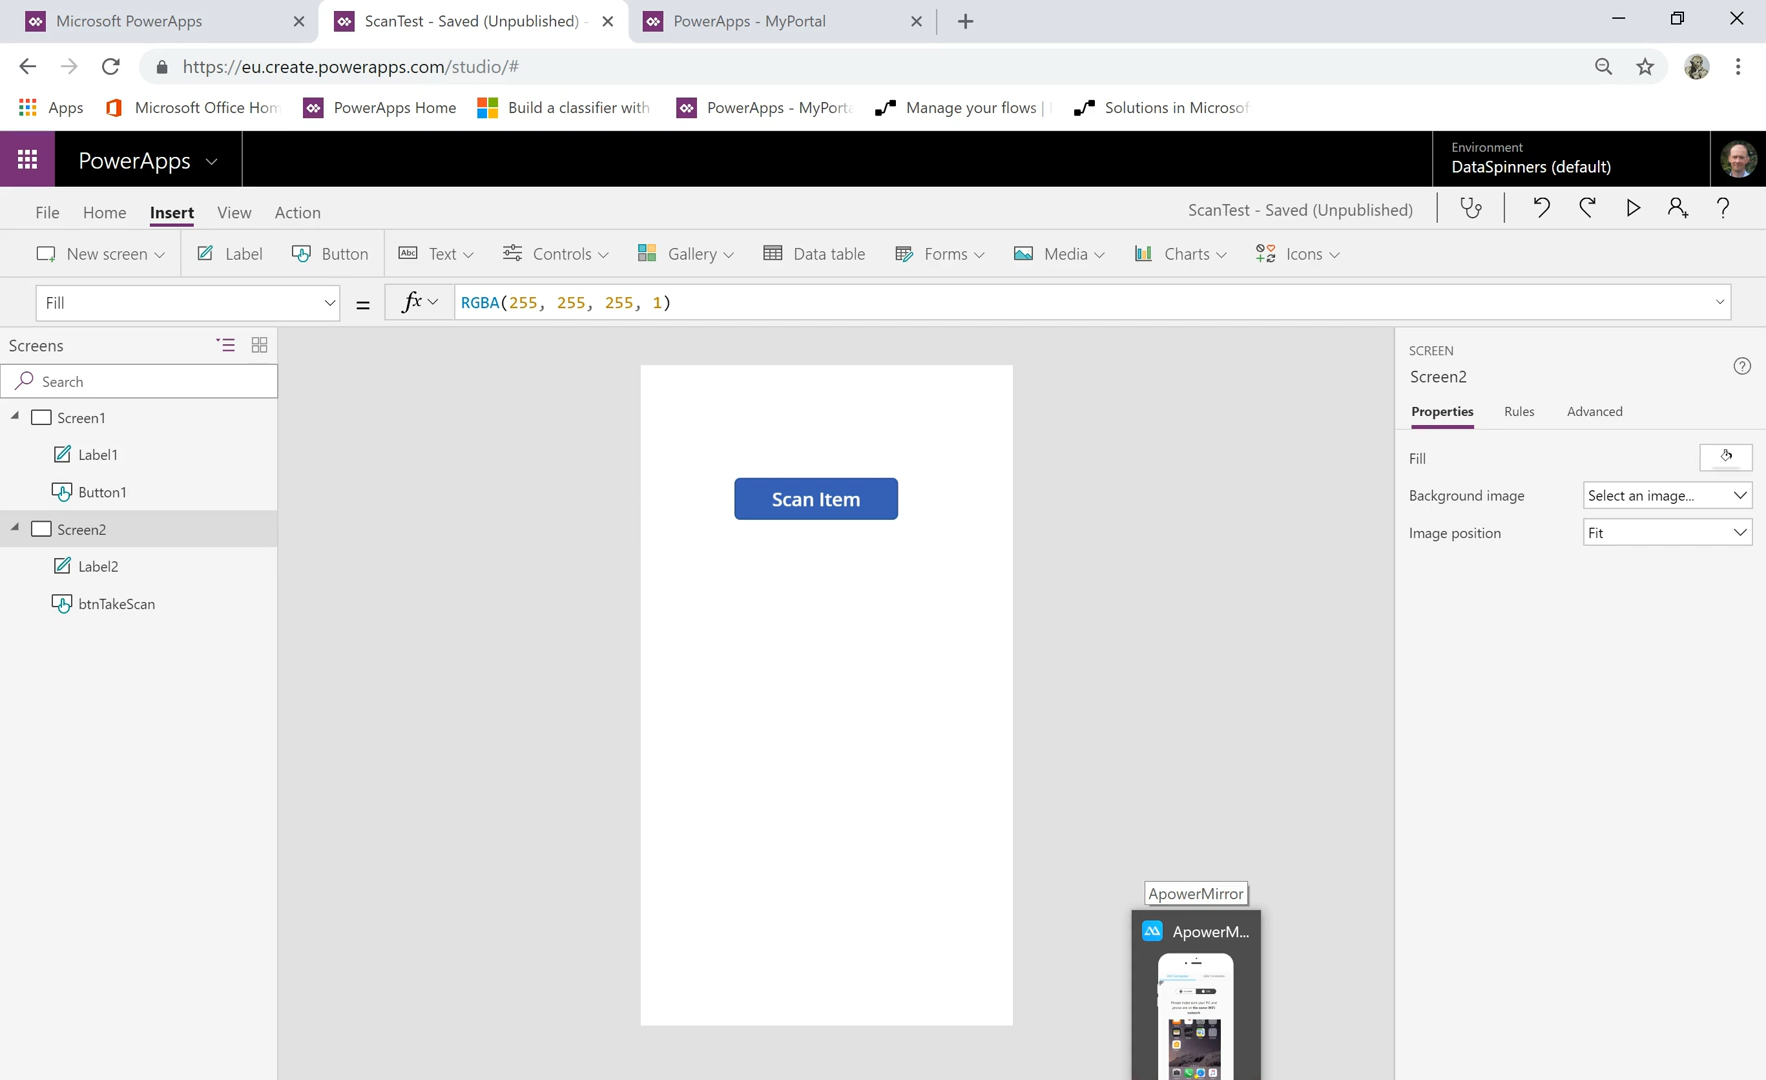 Microsoft PowerApps
ScanTest - Saved (Unpublished) -
PowerApps - MyPortal
https://eu.create.powerapps.com/studio/#
Apps
Microsoft Office Hom
PowerApps Home
Build a classifier with
PowerApps - MyPorta
Manage your flows |
Solutions in Microsof
PowerApps
Environment
DataSpinners (default)
File
Home
Insert
View
Action
ScanTest - Saved (Unpublished)
New screen
Label
Button
Abc
Text
Controls
Gallery
Data table
Forms
Media
Charts
Icons
Fill
=
fx
RGBA(255, 255, 255, 1)
Screens
Search
Screen1
Label1
Button1
Screen2
Label2
btnTakeScan
Scan Item
SCREEN
Screen2
Properties
Rules
Advanced
Fill
Background image
Select an image...
Image position
Fit
ApowerMirror
ApowerM...